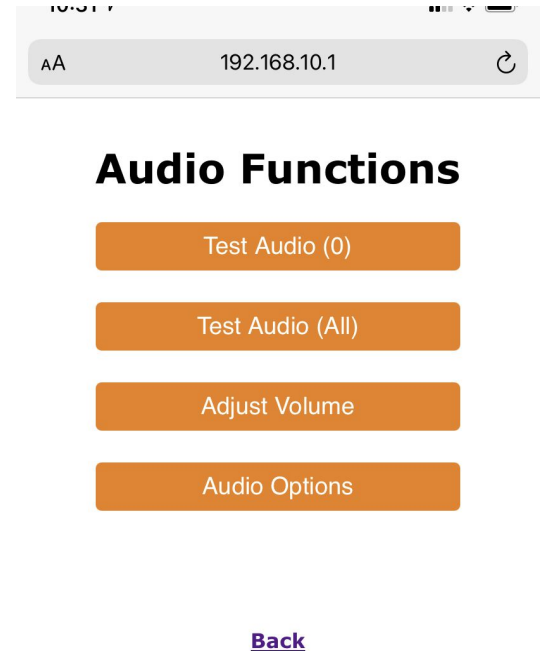 AA
192.168.10.1
Audio Functions
Test Audio (0)
Test Audio (All)
Adjust Volume
Audio Options
Back